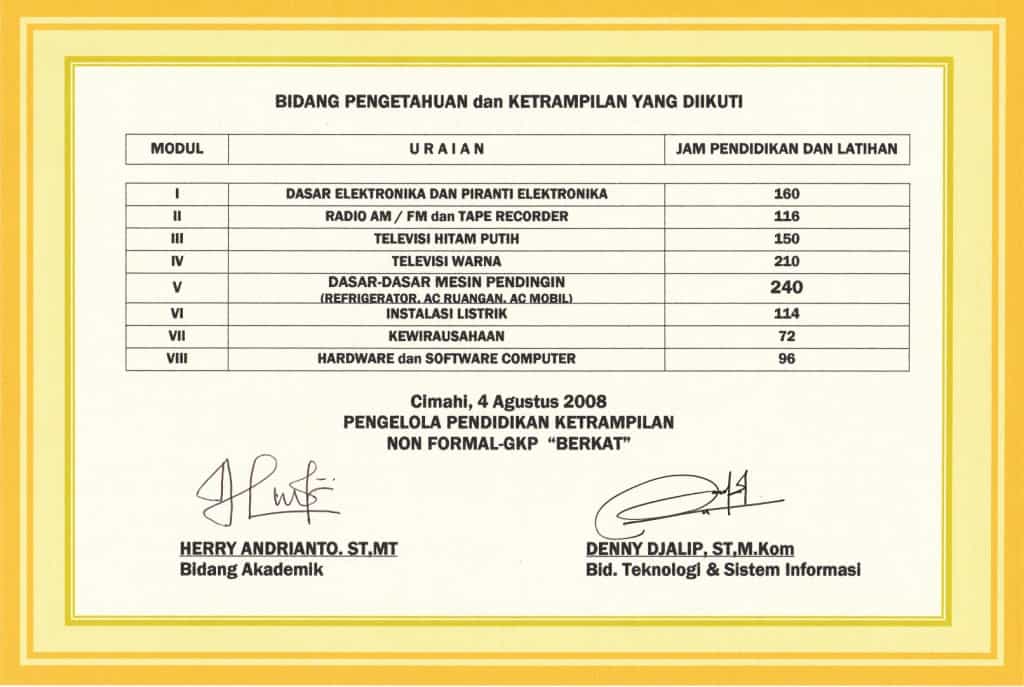 BIDANG PENGETAHUAN dan KETRAMPILAN YANG DIIKUTI
MODUL URAIAN JAM PENDIDIKAN DAN LATIHAN
I DASAR ELEKTRONIKA DAN PIRANTI ELEKTRONIKA 160
II RADIO AM / FM dan TAPE RECORDER 116
III TELEVISI HITAM PUTIH 150
IV TELEVISI WARNA 210
V DASAR-DASAR MESIN PENDINGIN 240
(REFRIGERATOR, AC RUANGAN, AC MOBIL)
VI INSTALASI LISTRIK 114
VII KEWIRAUSAHAAN 72
VIII HARDWARE dan SOFTWARE COMPUTER 96
Cimahi, 4 Agustus 2008
PENGELOLA PENDIDIKAN KETRAMPILAN
NON FORMAL-GKP “BERKAT”
HERRY ANDRIANTO. ST,MT DENNY DJALIP, ST,M.Kom
Bidang Akademik Bid. Teknologi & Sistem Informasi